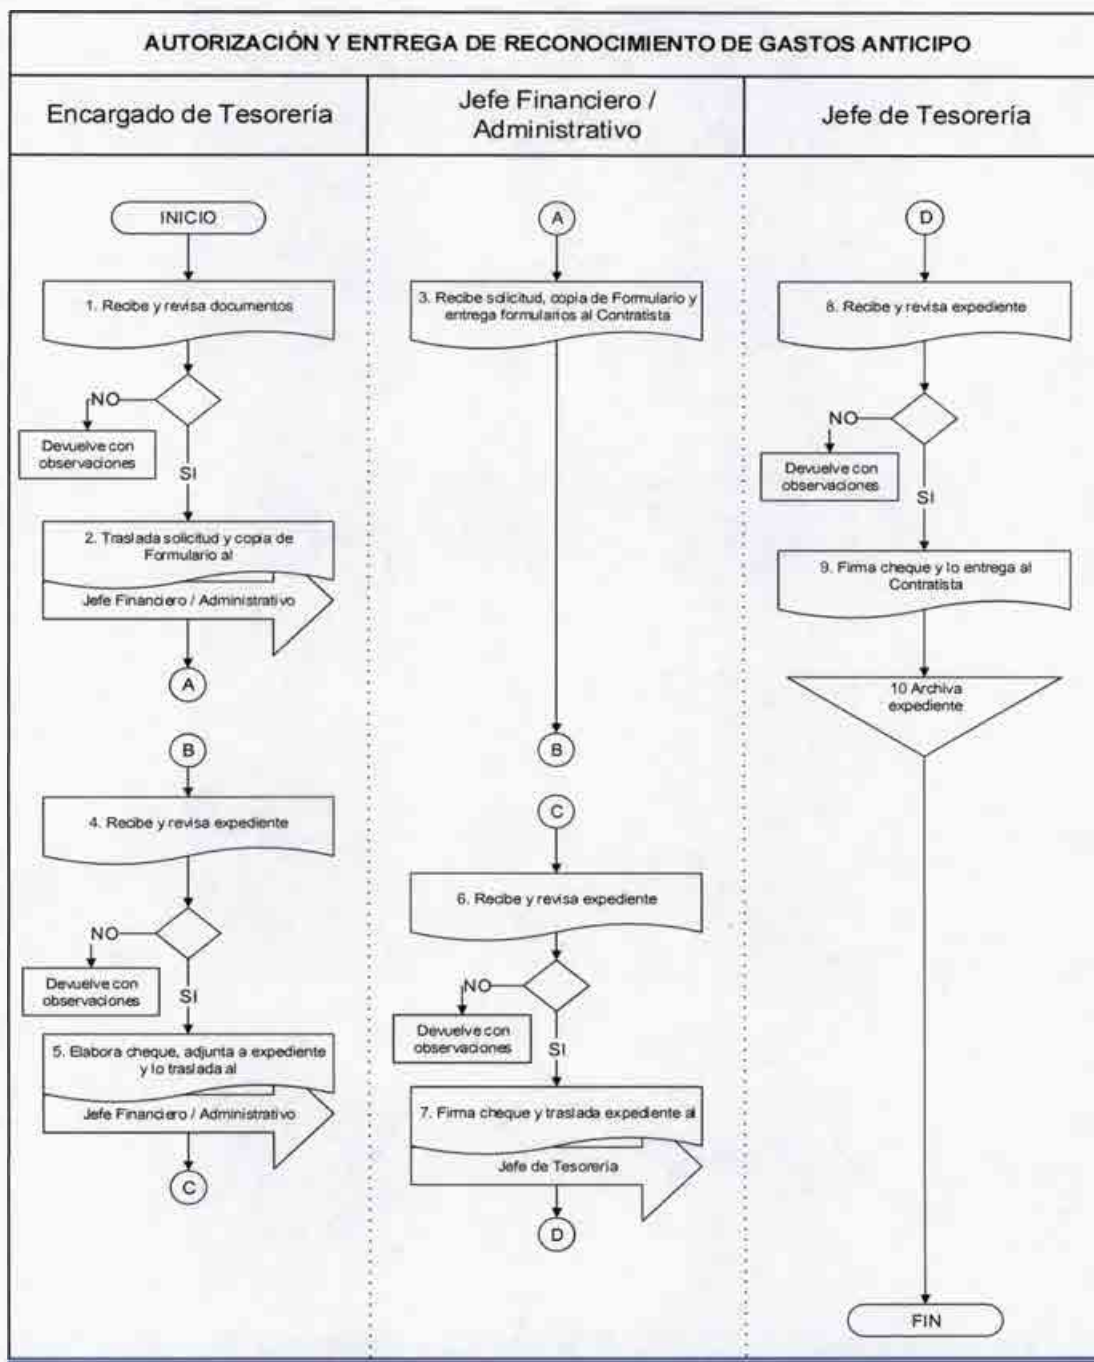 AUTORIZACIÓN Y ENTREGA DE RECONOCIMIENTO DE GASTOS ANTICIPO
Encargado de Tesorería
Jefe Financiero /
Administrativo
Jefe de Tesorería
INICIO
1. Recibe y revisa documentos
NO
Devuelve con
observaciones
SI
2. Traslada solicitud y copia de
Formulario al
Jefe Financiero / Administrativo
A
B
4. Recibe y revisa expediente
NO
Devuelve con
observaciones
SI
5. Elabora cheque, adjunta a expediente
y lo traslada al
Jefe Financiero / Administrativo
C
A
3. Recibe solicitud, copia de Formulario y
entrega formularios al Contratista
B
C
6. Recibe y revisa expediente
NO
Devuelve con
observaciones
SI
7. Firma cheque y traslada expediente al
Jefe de Tesorería
D
D
8. Recibe y revisa expediente
NO
Devuelve con
observaciones
SI
9. Firma cheque y lo entrega al
Contratista
10 Archiva
expediente
FIN